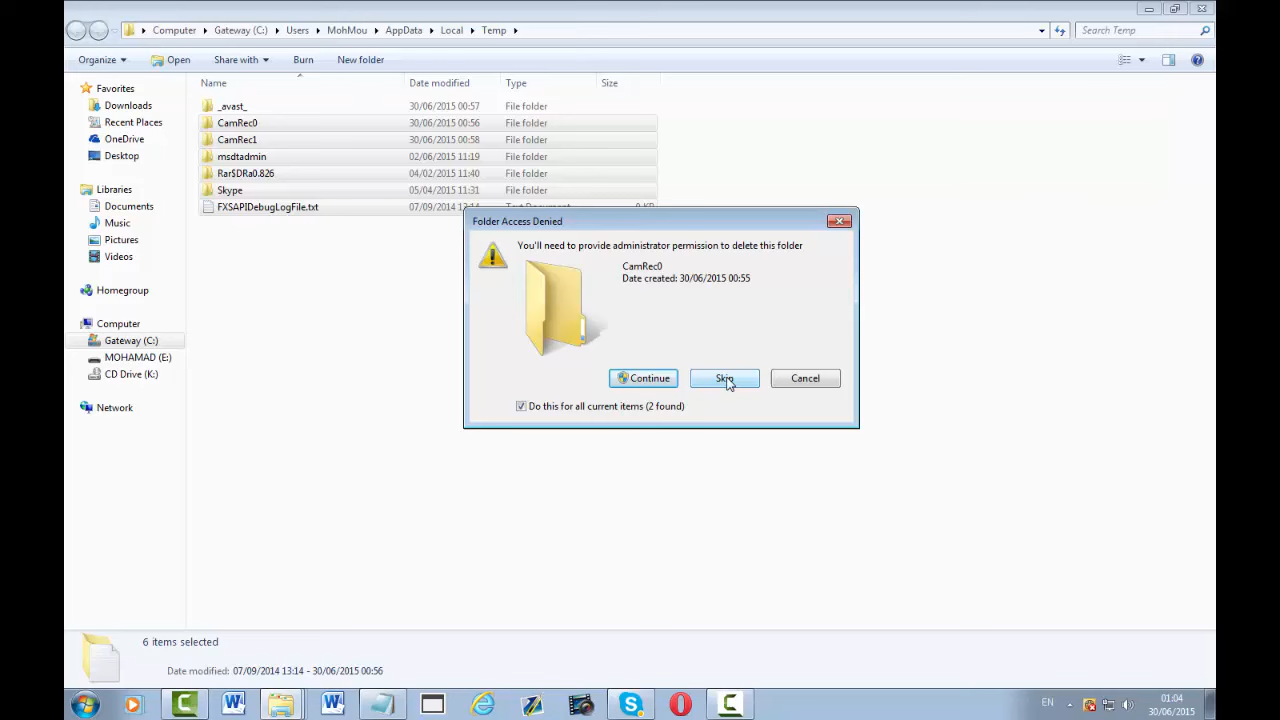 Computer Gateway (C:) Users MohMou AppData Local Temp Search Temp
Organize Open Share with Burn New folder
Name Date modified Type Size
Favorites
Downloads
Recent Places
OneDrive
Desktop
Libraries
Documents
Music
Pictures
Videos
Homegroup
Computer
Gateway (C:)
MOHAMAD (E:)
CD Drive (K:)
Network
_avast_ 30/06/2015 00:57 File folder
CamRec0 30/06/2015 00:56 File folder
CamRec1 30/06/2015 00:58 File folder
msdtadmin 02/06/2015 11:19 File folder
Rar$DRa0.826 04/02/2015 11:40 File folder
Skype 05/04/2015 11:31 File folder
FXSAPIDebugLogFile.txt 07/09/2014 13:14 Text Document 0 KB
Folder Access Denied
You'll need to provide administrator permission to delete this folder
CamRec0
Date created: 30/06/2015 00:55
Continue Skip Cancel
Do this for all current items (2 found)
6 items selected
Date modified: 07/09/2014 13:14 - 30/06/2015 00:56
EN 01:04
30/06/2015